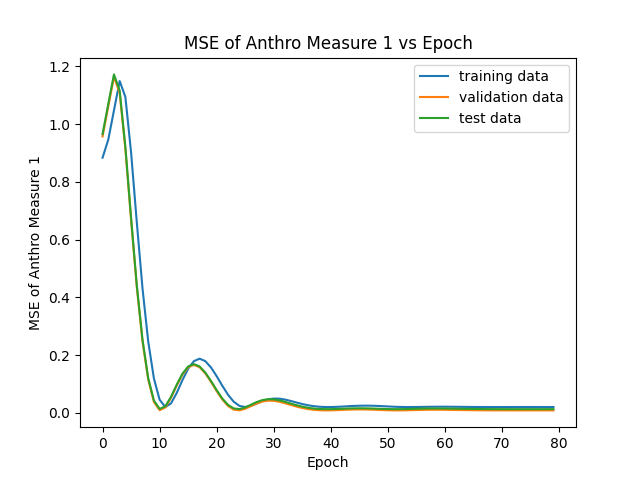 MSE of Anthro Measure 1 vs Epoch
training data
validation data
test data
MSE of Anthro Measure 1
1.2
1.0
0.8
0.6
0.4
0.2
0.0
0 10 20 30 40 50 60 70 80
Epoch